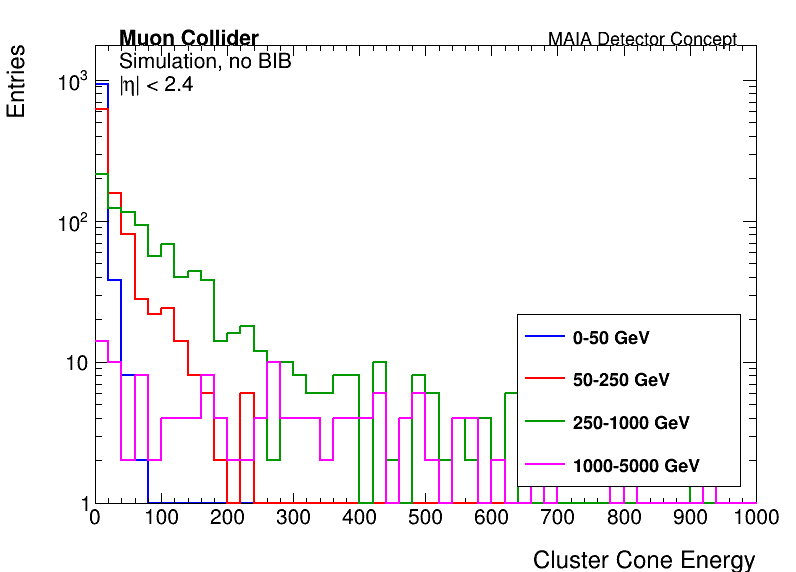 Muon Collider
MAIA Detector Concept
Simulation, no BIB
|η| < 2.4
Entries
10³
10²
10
1
0-50 GeV
50-250 GeV
250-1000 GeV
1000-5000 GeV
0 100 200 300 400 500 600 700 800 900 1000
Cluster Cone Energy